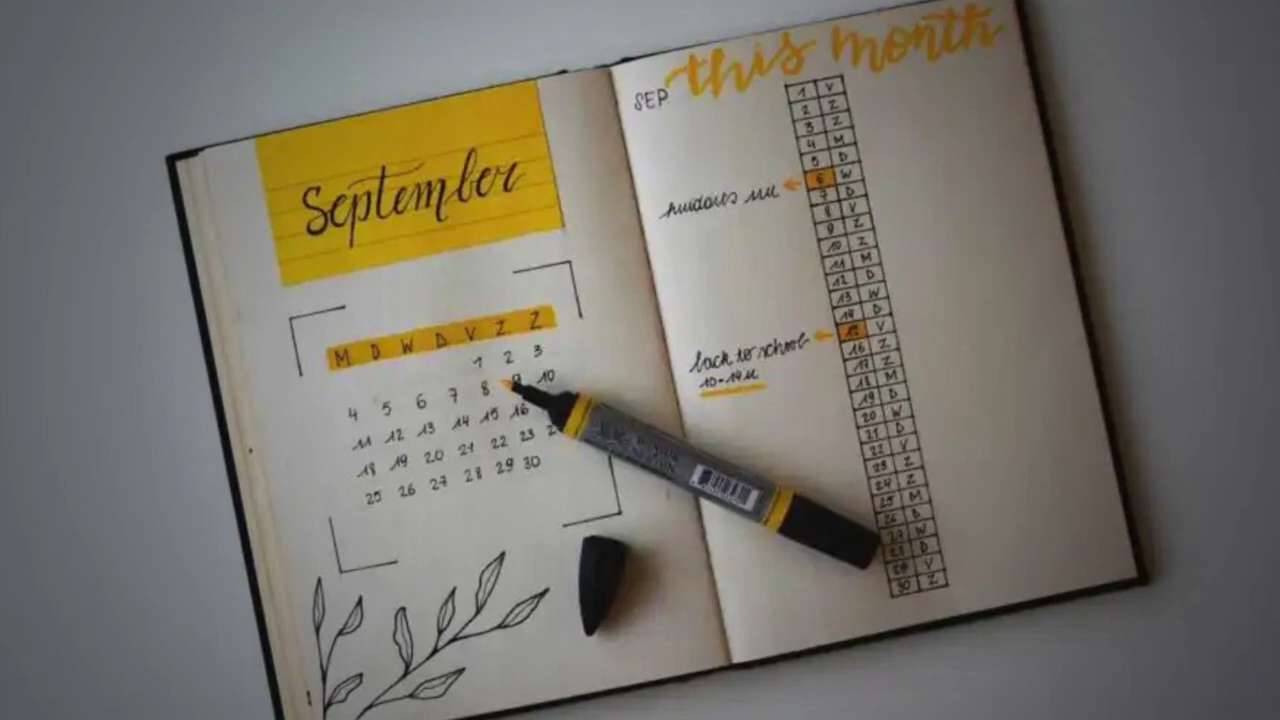 September
M D W D V Z Z
1 2 3
4 5 6 7 8 9 10
11 12 13 14 15 16
18 19 20 21 22 23 2
25 26 27 28 29 30
this month
SEP
1 V
2 Z
3 Z
4 M
5 D
6 W
7 D
8 V
9 Z
10 Z
11 M
12 D
13 W
14 D
15 V
16 Z
17 Z
18 M
19 D
20 W
21 D
22 V
23 Z
24 Z
25 M
26 D
27 W
28 D
29 V
30 Z
back to school
10-14u